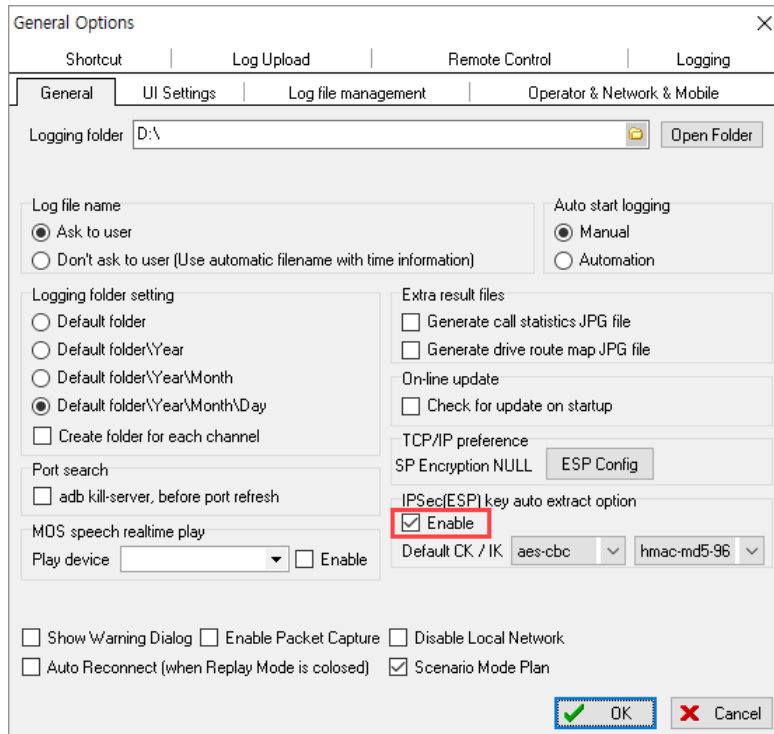 General Options
Shortcut Log Upload Remote Control Logging
General UI Settings Log file management Operator & Network & Mobile
Logging folder D:\ Open Folder
Log file name
Ask to user
Don't ask to user (Use automatic filename with time information)
Auto start logging
Manual
Automation
Logging folder setting
Default folder
Default folder\Year
Default folder\Year\Month
Default folder\Year\Month\Day
Create folder for each channel
Extra result files
Generate call statistics JPG file
Generate drive route map JPG file
On-line update
Check for update on startup
TCP/IP preference
SP Encryption NULL ESP Config
Port search
adb kill-server, before port refresh
IPSec(ESP) key auto extract option
Enable
Default CK / IK aes-cbc hmac-md5-96
MOS speech realtime play
Play device Enable
Show Warning Dialog Enable Packet Capture Disable Local Network
Auto Reconnect (when Replay Mode is colosed) Scenario Mode Plan
OK Cancel